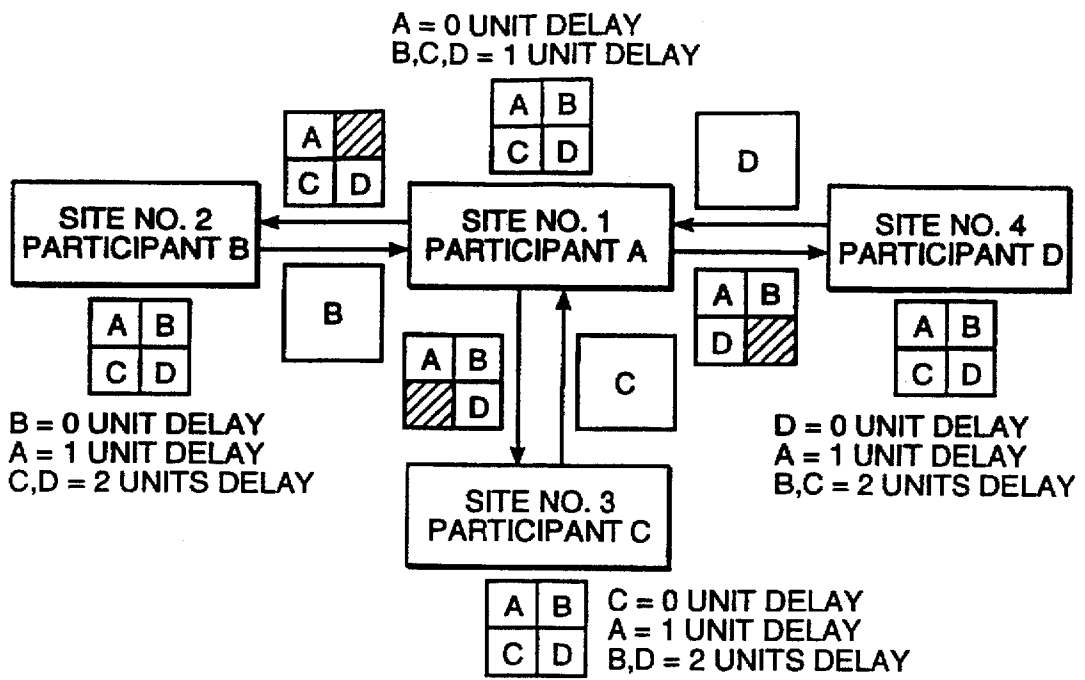 A = 0 UNIT DELAY
B,C,D = 1 UNIT DELAY
A B
C D
A
C D
D
SITE NO. 2
PARTICIPANT B
SITE NO. 1
PARTICIPANT A
SITE NO. 4
PARTICIPANT D
B
A B
D
A B
C D
A B
D
C
A B
C D
B = 0 UNIT DELAY
A = 1 UNIT DELAY
C,D = 2 UNITS DELAY
D = 0 UNIT DELAY
A = 1 UNIT DELAY
B,C = 2 UNITS DELAY
SITE NO. 3
PARTICIPANT C
A B
C D
C = 0 UNIT DELAY
A = 1 UNIT DELAY
B,D = 2 UNITS DELAY